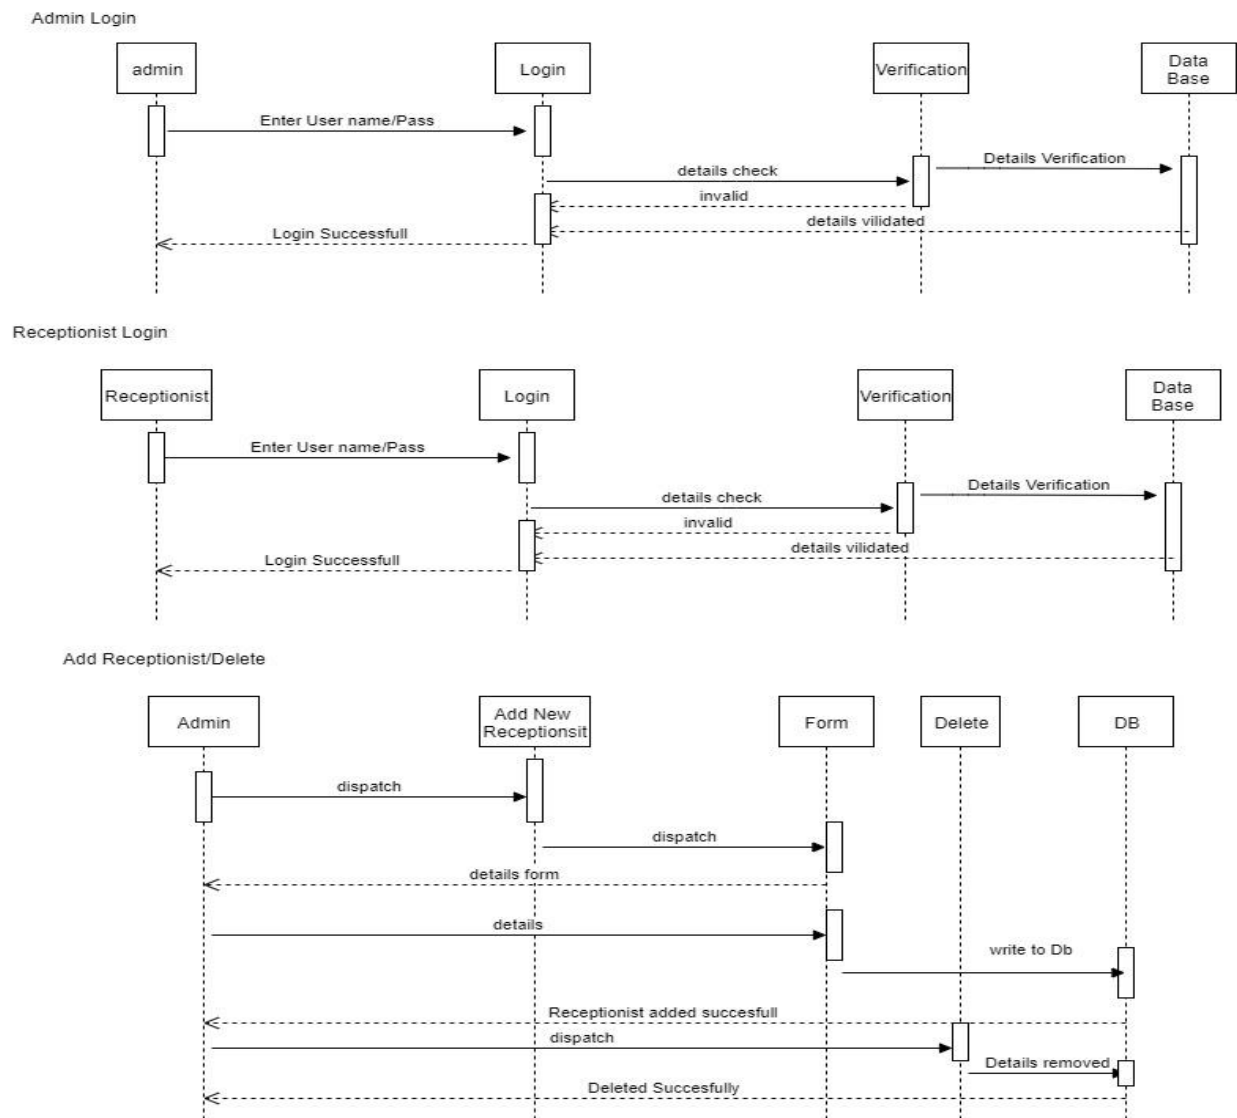 Admin Login
admin
Login
Verification
Data
Base
Enter User name/Pass
Details Verification
details check
invalid
details vilidated
Login Successfull
Receptionist Login
Receptionist
Login
Verification
Data
Base
Enter User name/Pass
Details Verification
details check
invalid
details vilidated
Login Successfull
Add Receptionist/Delete
Admin
Add New
Receptionsit
Form
Delete
DB
dispatch
dispatch
details form
details
write to Db
Receptionist added succesfull
dispatch
Details removed
Deleted Succesfully